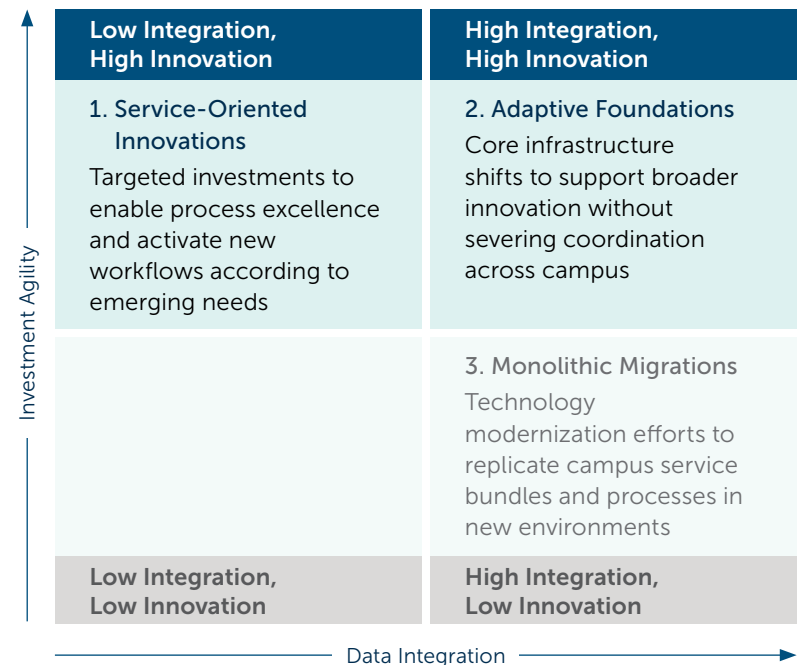 Low Integration,
High Innovation
High Integration,
High Innovation
1. Service-Oriented
Innovations
Targeted investments to
enable process excellence
and activate new
workflows according to
emerging needs
2. Adaptive Foundations
Core infrastructure
shifts to support broader
innovation without
severing coordination
across campus
3. Monolithic Migrations
Technology
modernization efforts to
replicate campus service
bundles and processes in
new environments
Low Integration,
Low Innovation
High Integration,
Low Innovation
Investment Agility
Data Integration